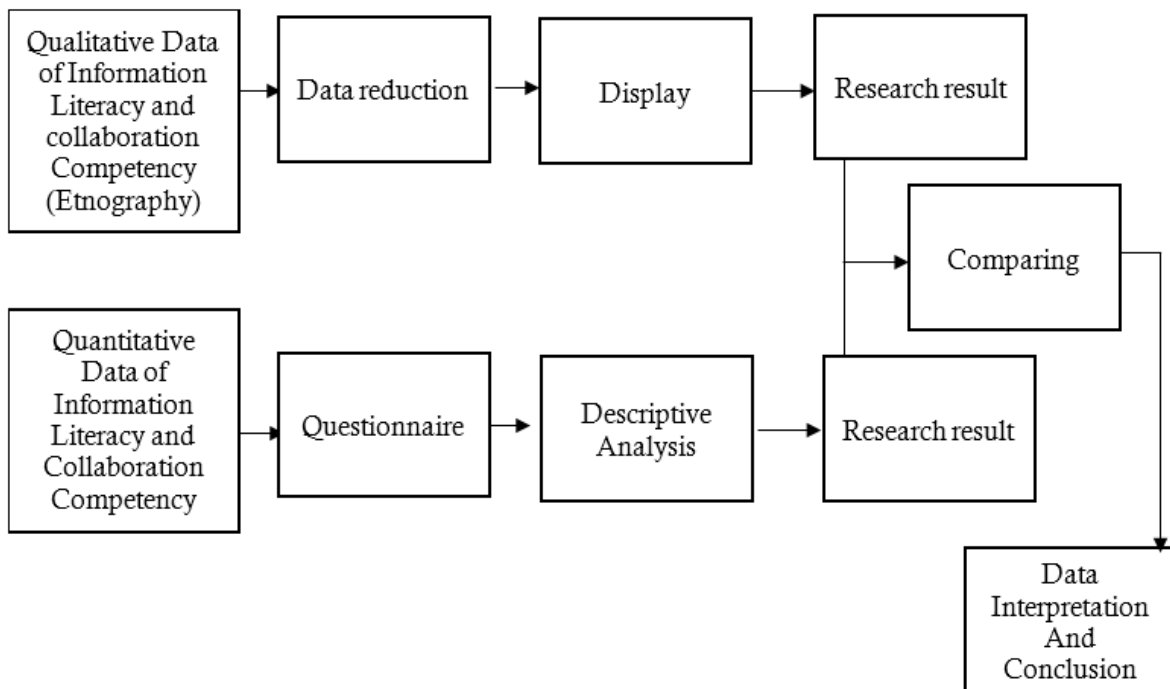 Qualitative Data
of Information
Literacy and
collaboration
Competency
(Etnography)
Data reduction
Display
Research result
Comparing
Quantitative
Data of
Information
Literacy and
Collaboration
Competency
Questionnaire
Descriptive
Analysis
Research result
Data
Interpretation
And
Conclusion